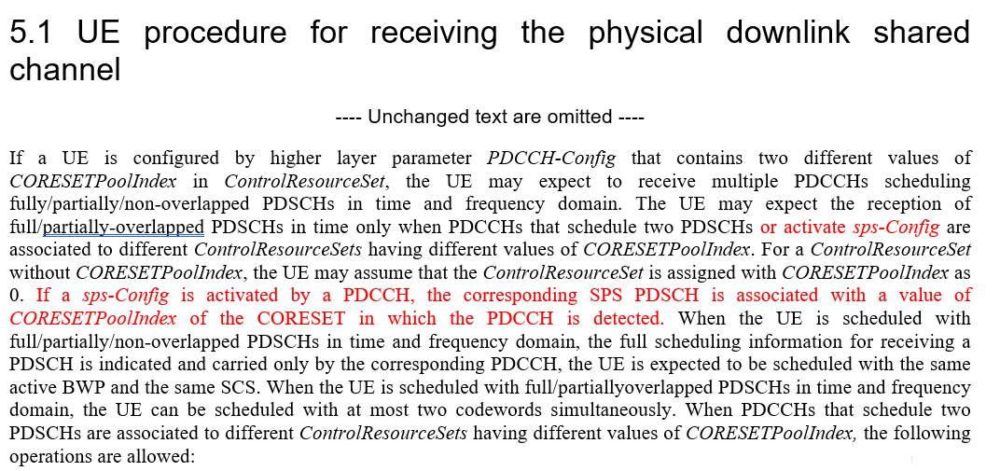 5.1 UE procedure for receiving the physical downlink shared
channel
---- Unchanged text are omitted ----
If a UE is configured by higher layer parameter PDCCH-Config that contains two different values of
CORESETPoolIndex in ControlResourceSet, the UE may expect to receive multiple PDCCHs scheduling
fully/partially/non-overlapped PDSCHs in time and frequency domain. The UE may expect the reception of
full/partially-overlapped PDSCHs in time only when PDCCHs that schedule two PDSCHs or activate sps-Config are
associated to different ControlResourceSets having different values of CORESETPoolIndex. For a ControlResourceSet
without CORESETPoolIndex, the UE may assume that the ControlResourceSet is assigned with CORESETPoolIndex as
0. If a sps-Config is activated by a PDCCH, the corresponding SPS PDSCH is associated with a value of
CORESETPoolIndex of the CORESET in which the PDCCH is detected. When the UE is scheduled with
full/partially/non-overlapped PDSCHs in time and frequency domain, the full scheduling information for receiving a
PDSCH is indicated and carried only by the corresponding PDCCH, the UE is expected to be scheduled with the same
active BWP and the same SCS. When the UE is scheduled with full/partiallyoverlapped PDSCHs in time and frequency
domain, the UE can be scheduled with at most two codewords simultaneously. When PDCCHs that schedule two
PDSCHs are associated to different ControlResourceSets having different values of CORESETPoolIndex, the following
operations are allowed: